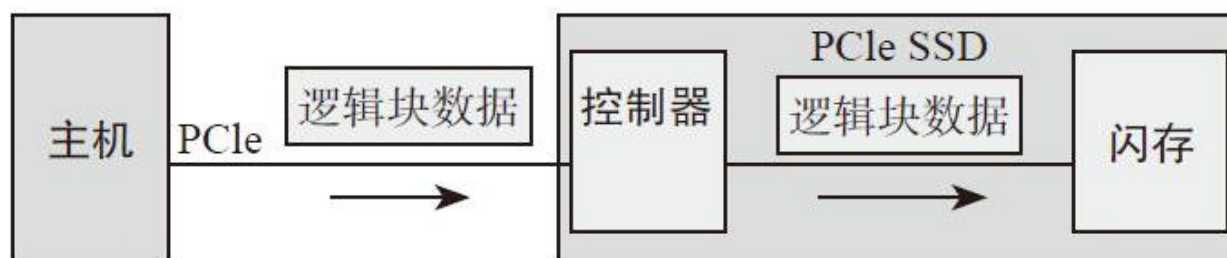 主机
PCle
逻辑块数据
控制器
PCle SSD
逻辑块数据
闪存